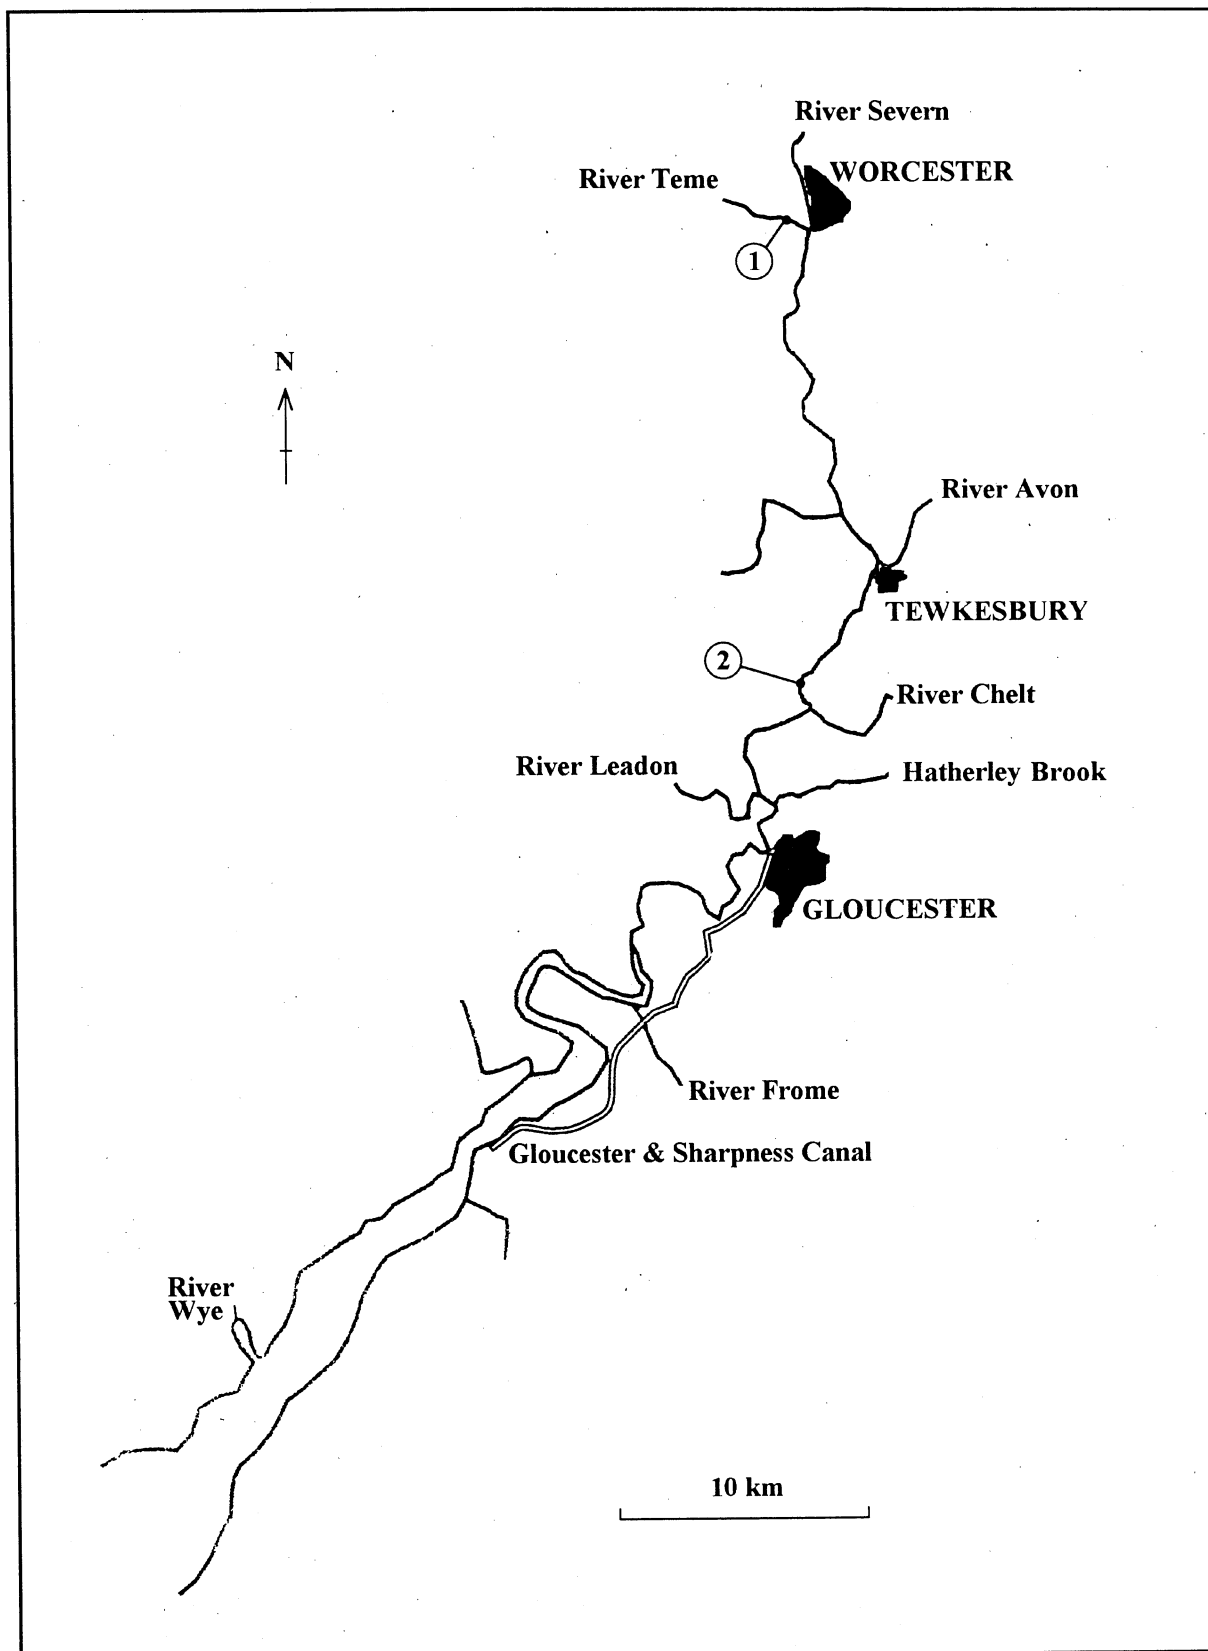 River Severn
WORCESTER
River Teme
1
N
River Avon
TEWKESBURY
2
River Chelt
River Leadon
Hatherley Brook
GLOUCESTER
River Frome
Gloucester & Sharpness Canal
River
Wye
10 km